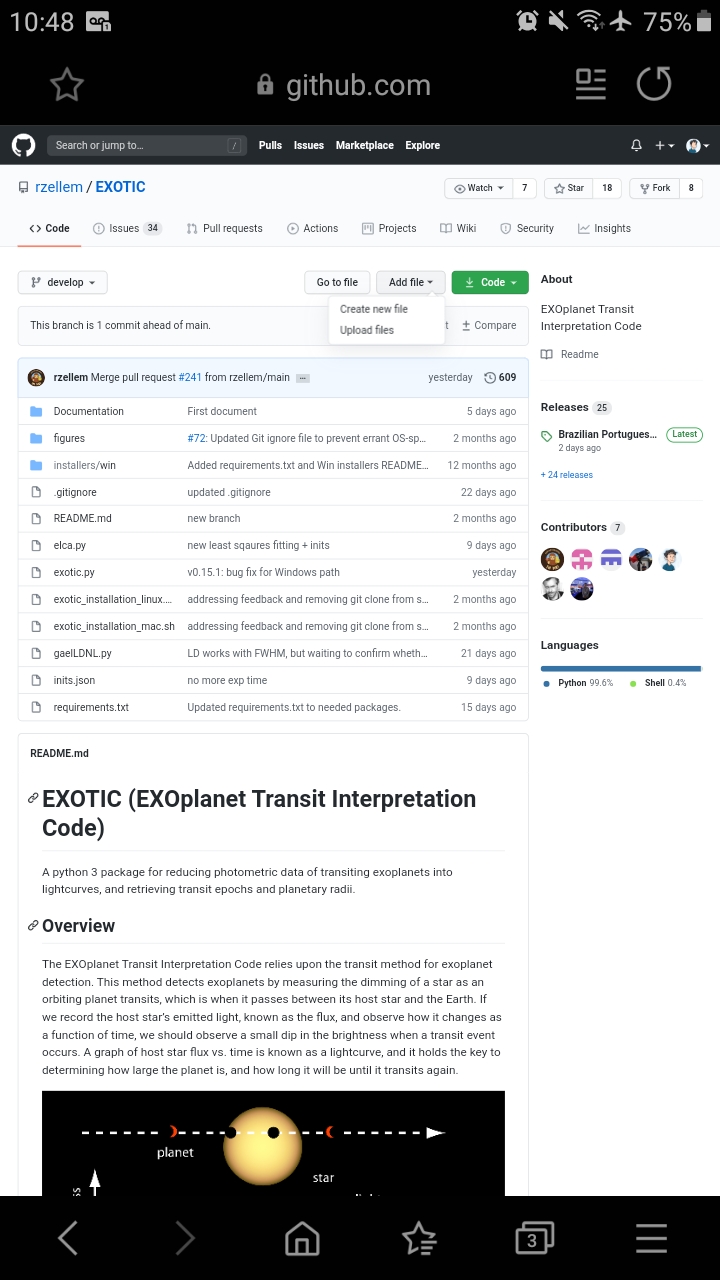 10:48
75%
github.com
Search or jump to...
/
Pulls Issues Marketplace Explore
rzellem / EXOTIC
Watch 7
Star 18
Fork 8
Code
Issues 34
Pull requests
Actions
Projects
Wiki
Security
Insights
develop
Go to file
Add file
Code
Create new file
Upload files
This branch is 1 commit ahead of main.
Compare
rzellem Merge pull request #241 from rzellem/main ... yesterday 609
Documentation First document 5 days ago
figures #72: Updated Git ignore file to prevent errant OS-sp... 2 months ago
installers/win Added requirements.txt and Win installers README... 12 months ago
.gitignore updated .gitignore 22 days ago
README.md new branch 2 months ago
elca.py new least sqaures fitting + inits 9 days ago
exotic.py v0.15.1: bug fix for Windows path yesterday
exotic_installation_linux.... addressing feedback and removing git clone from s... 2 months ago
exotic_installation_mac.sh addressing feedback and removing git clone from s... 2 months ago
gaelLDNL.py LD works with FWHM, but waiting to confirm wheth... 21 days ago
inits.json no more exp time 9 days ago
requirements.txt Updated requirements.txt to needed packages. 15 days ago
About
EXOplanet Transit
Interpretation Code
Readme
Releases 25
Brazilian Portugues... Latest
2 days ago
+ 24 releases
Contributors 7
Languages
Python 99.6% Shell 0.4%
README.md
EXOTIC (EXOplanet Transit Interpretation
Code)
A python 3 package for reducing photometric data of transiting exoplanets into
lightcurves, and retrieving transit epochs and planetary radii.
Overview
The EXOplanet Transit Interpretation Code relies upon the transit method for exoplanet
detection. This method detects exoplanets by measuring the dimming of a star as an
orbiting planet transits, which is when it passes between its host star and the Earth. If
we record the host star's emitted light, known as the flux, and observe how it changes as
a function of time, we should observe a small dip in the brightness when a transit event
occurs. A graph of host star flux vs. time is known as a lightcurve, and it holds the key to
determining how large the planet is, and how long it will be until it transits again.
planet
star
3